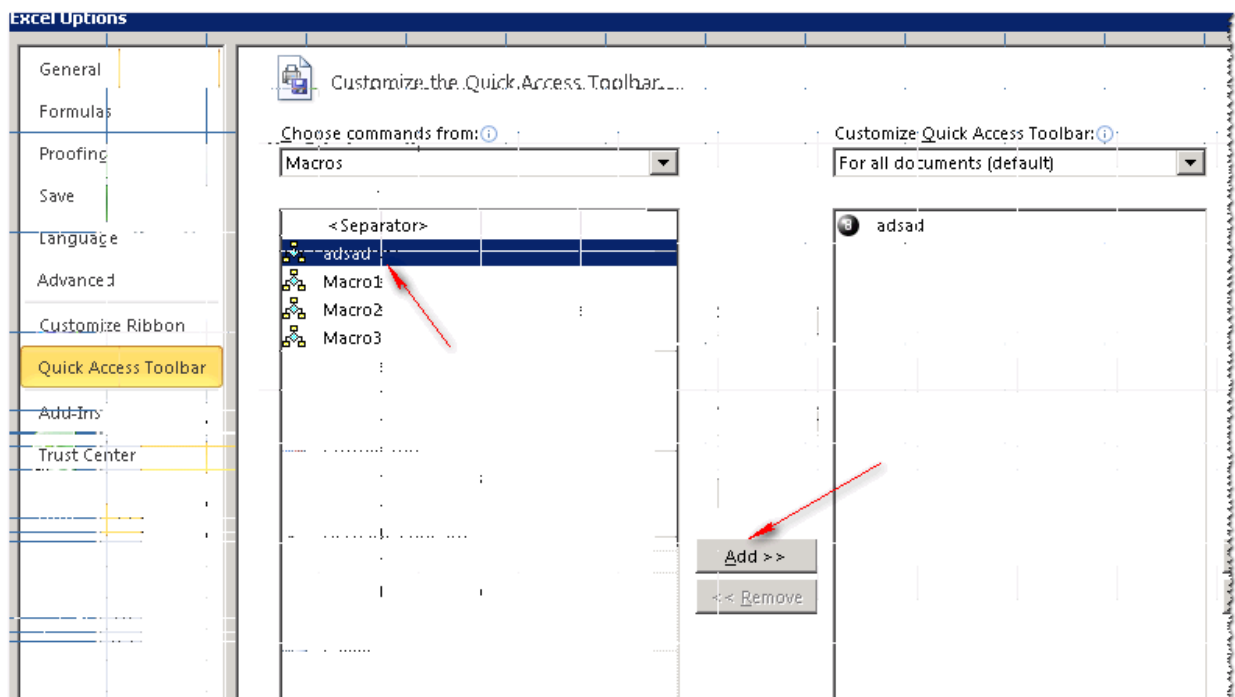 Excel Options
General
Formulas
Proofing
Save
Language
Advanced
Customize Ribbon
Quick Access Toolbar
Add-Ins
Trust Center
Customize the Quick Access Toolbar.
Choose commands from:
Macros
<Separator>
adsad
Macro1
Macro2
Macro3
Add >>
<< Remove
Customize Quick Access Toolbar:
For all documents (default)
adsad